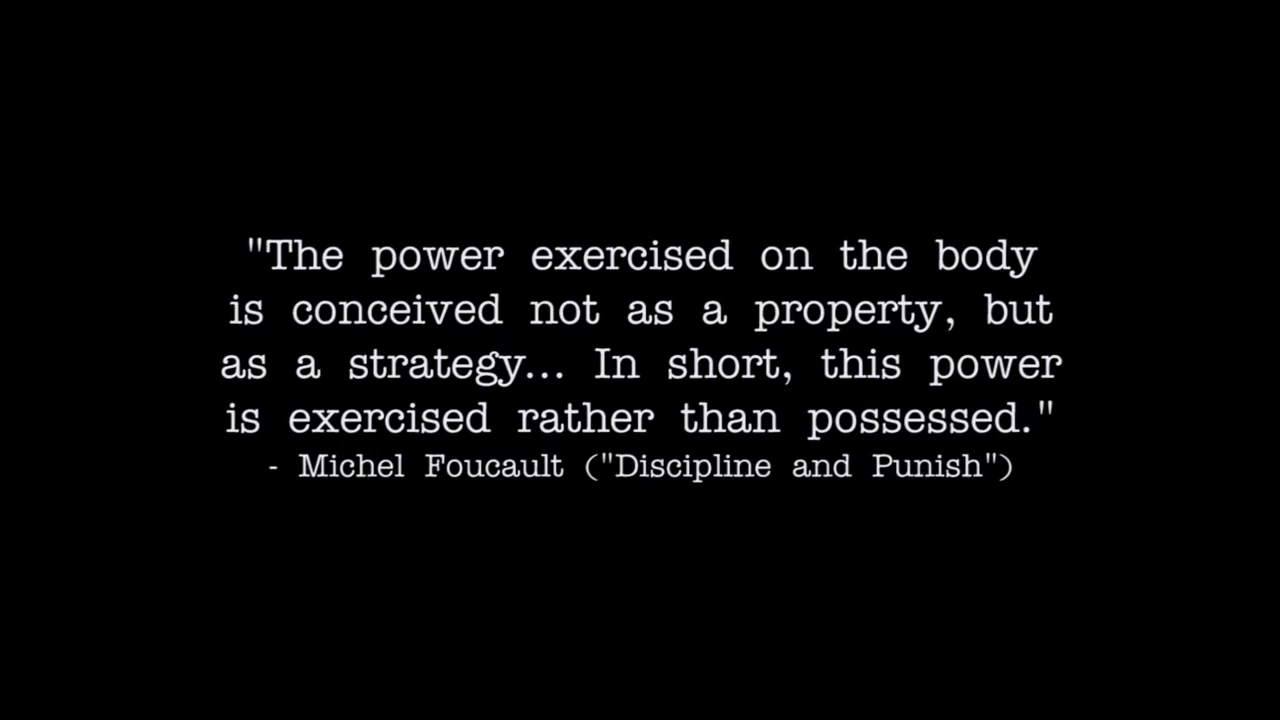 "The power exercised on the body
is conceived not as a property, but
as a strategy... In short, this power
is exercised rather than possessed."
- Michel Foucault ("Discipline and Punish")